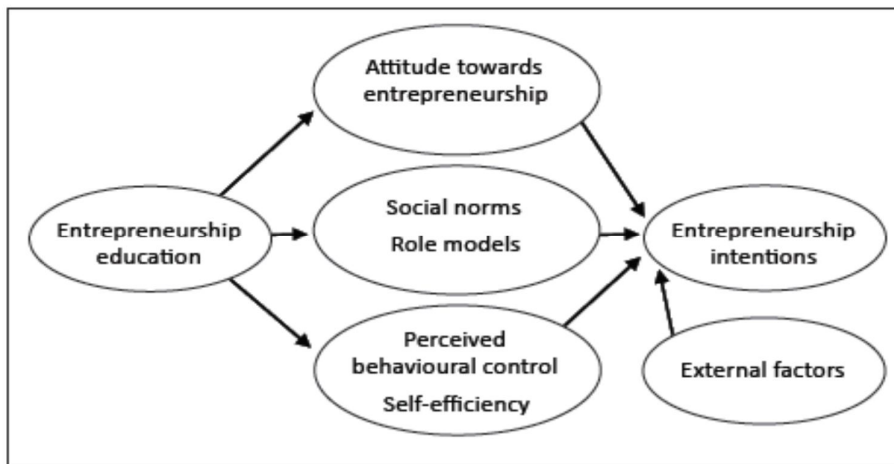 Attitude towards
entrepreneurship
Entrepreneurship
education
Social norms
Role models
Entrepreneurship
intentions
Perceived
behavioural control
Self-efficiency
External factors